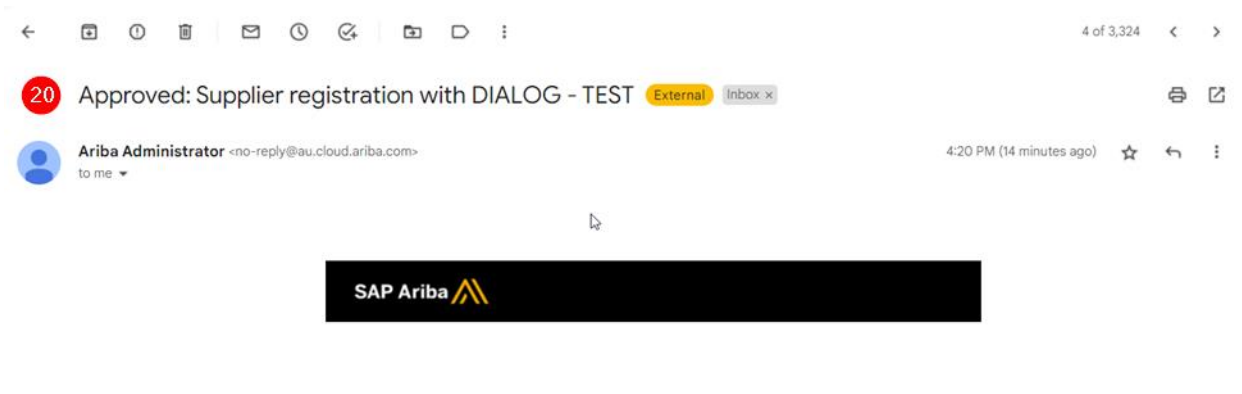 4 of 3,324
20 Approved: Supplier registration with DIALOG - TEST External Inbox ×
Ariba Administrator <no-reply@au.cloud.ariba.com> 4:20 PM (14 minutes ago)
to me
SAP Ariba